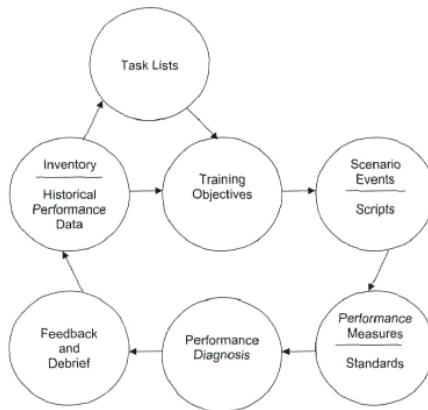 Task Lists
Inventory
Historical
Performance
Data
Training
Objectives
Scenario
Events
Scripts
Feedback
and
Debrief
Performance
Diagnosis
Performance
Measures
Standards